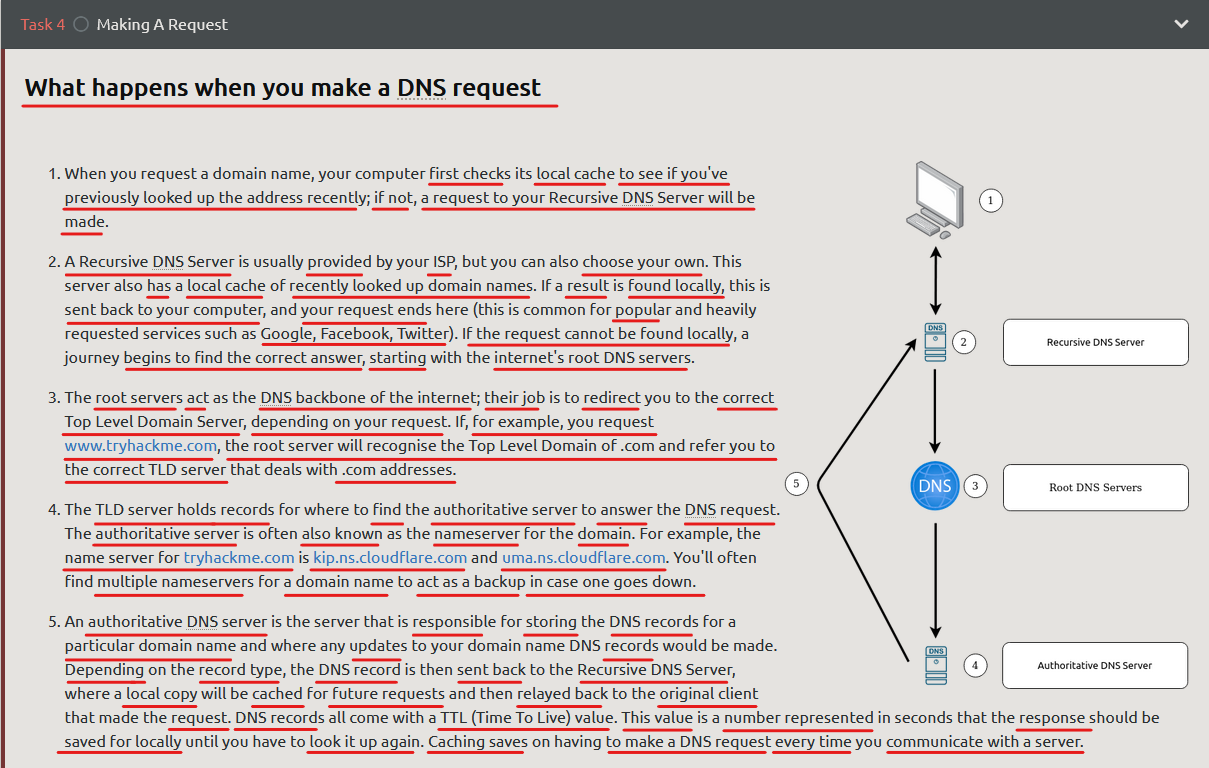 Task 4 Making A Request
What happens when you make a DNS request
1. When you request a domain name, your computer first checks its local cache to see if you've
previously looked up the address recently; if not, a request to your Recursive DNS Server will be
made.
2. A Recursive DNS Server is usually provided by your ISP, but you can also choose your own. This
server also has a local cache of recently looked up domain names. If a result is found locally, this is
sent back to your computer, and your request ends here (this is common for popular and heavily
requested services such as Google, Facebook, Twitter). If the request cannot be found locally, a
journey begins to find the correct answer, starting with the internet's root DNS servers.
3. The root servers act as the DNS backbone of the internet; their job is to redirect you to the correct
Top Level Domain Server, depending on your request. If, for example, you request
www.tryhackme.com, the root server will recognise the Top Level Domain of .com and refer you to
the correct TLD server that deals with .com addresses.
4. The TLD server holds records for where to find the authoritative server to answer the DNS request.
The authoritative server is often also known as the nameserver for the domain. For example, the
name server for tryhackme.com is kip.ns.cloudflare.com and uma.ns.cloudflare.com. You'll often
find multiple nameservers for a domain name to act as a backup in case one goes down.
5. An authoritative DNS server is the server that is responsible for storing the DNS records for a
particular domain name and where any updates to your domain name DNS records would be made.
Depending on the record type, the DNS record is then sent back to the Recursive DNS Server,
where a local copy will be cached for future requests and then relayed back to the original client
that made the request. DNS records all come with a TTL (Time To Live) value. This value is a number represented in seconds that the response should be
saved for locally until you have to look it up again. Caching saves on having to make a DNS request every time you communicate with a server.
1
DNS
2
Recursive DNS Server
5
DNS
3
Root DNS Servers
DNS
4
Authoritative DNS Server